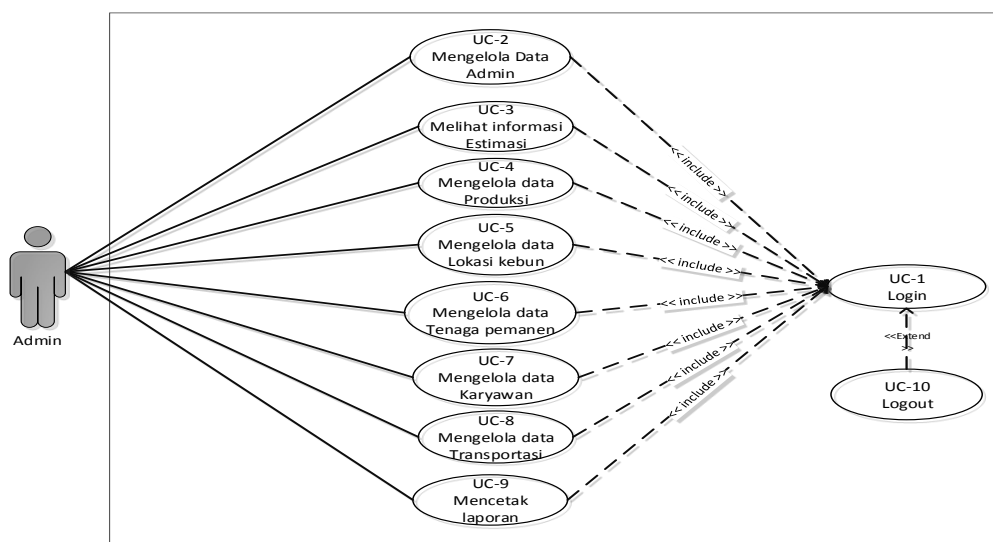 UC-2
Mengelola Data
Admin
<< include >>
UC-3
Melihat informasi
Estimasi
<< include >>
UC-4
Mengelola data
Produksi
<< include >>
UC-5
Mengelola data
Lokasi kebun
<< include >>
UC-6
Mengelola data
Tenaga pemanen
<< include >>
UC-7
Mengelola data
Karyawan
<< include >>
UC-8
Mengelola data
Transportasi
<< include >>
UC-9
Mencetak
laporan
<< include >>
Admin
UC-1
Login
<<Extend
>>
UC-10
Logout